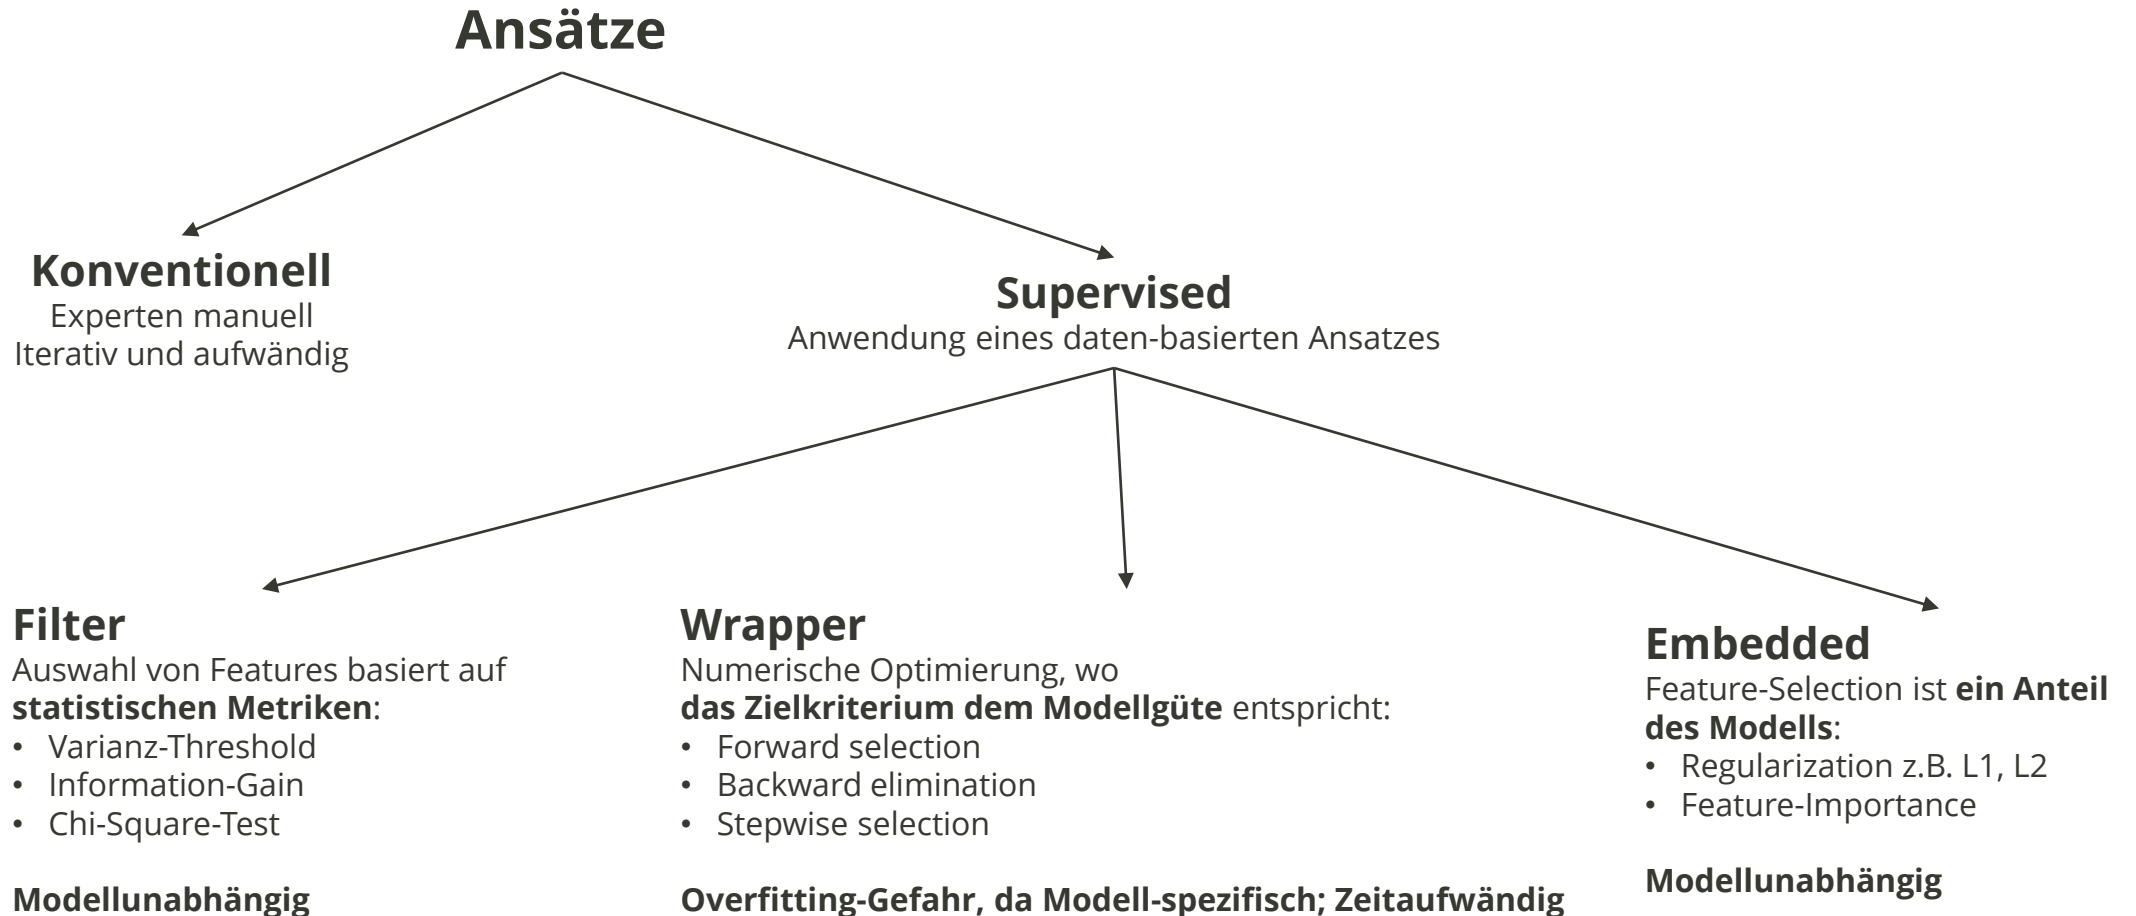 Ansätze
Konventionell
Experten manuell
Iterativ und aufwändig
Supervised
Anwendung eines daten-basierten Ansatzes
Filter
Auswahl von Features basiert auf
statistischen Metriken:
• Varianz-Threshold
• Information-Gain
• Chi-Square-Test
Modellunabhängig
Wrapper
Numerische Optimierung, wo
das Zielkriterium dem Modellgüte entspricht:
• Forward selection
• Backward elimination
• Stepwise selection
Overfitting-Gefahr, da Modell-spezifisch; Zeitaufwändig
Embedded
Feature-Selection ist ein Anteil
des Modells:
• Regularization z.B. L1, L2
• Feature-Importance
Modellunabhängig